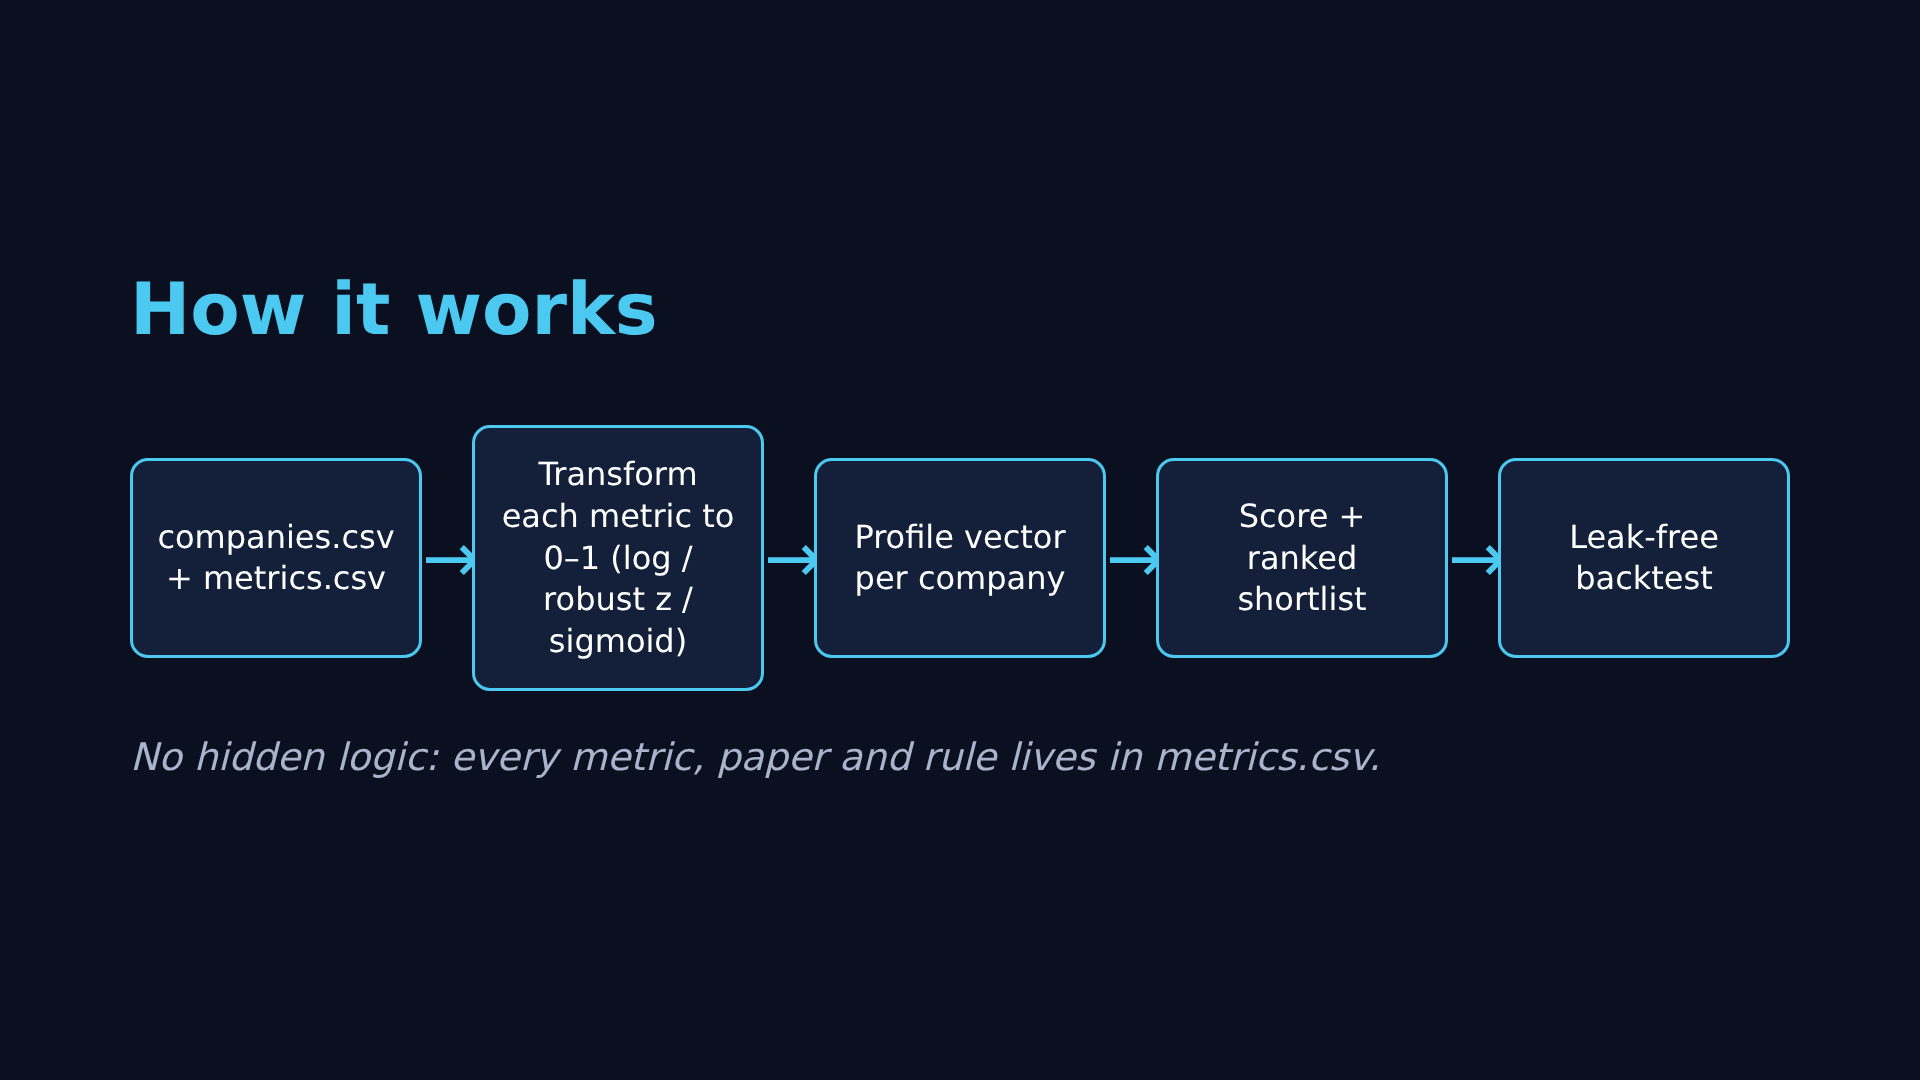 How it works
companies.csv
+ metrics.csv
Transform
each metric to
0–1 (log /
robust z /
sigmoid)
Profile vector
per company
Score +
ranked
shortlist
Leak-free
backtest
No hidden logic: every metric, paper and rule lives in metrics.csv.